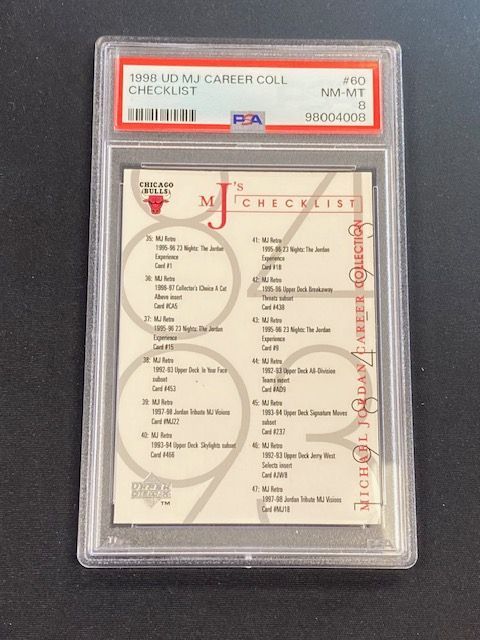 1998 UD MJ CAREER COLL #60
CHECKLIST NM-MT
8
PSA 98004008
CHICAGO
BULLS
MJ's CHECKLIST
35: MJ Retro
1995-96 23 Nights: The Jordan
Experience
Card #1
36: MJ Retro
1996-97 Collector's Choice A Cut
Above insert
Card #CA5
37: MJ Retro
1995-96 23 Nights: The Jordan
Experience
Card #15
38: MJ Retro
1992-93 Upper Deck In Your Face
subset
Card #453
39: MJ Retro
1997-98 Jordan Tribute MJ Visions
Card #MJ22
40: MJ Retro
1993-94 Upper Deck Skylights subset
Card #466
41: MJ Retro
1995-96 23 Nights: The Jordan
Experience
Card #18
42: MJ Retro
1995-96 Upper Deck Breakaway
Threats subset
Card #438
43: MJ Retro
1995-96 23 Nights: The Jordan
Experience
Card #9
44: MJ Retro
1992-93 Upper Deck All-Division
Teams insert
Card #AD9
45: MJ Retro
1993-94 Upper Deck Signature Moves
subset
Card #237
46: MJ Retro
1992-93 Upper Deck Jerry West
Selects insert
Card #JW8
47: MJ Retro
1997-98 Jordan Tribute MJ Visions
Card #MJ18
MICHAEL JORDAN CAREER COLLECTION
1984-1993
UPPER
DECK
TM